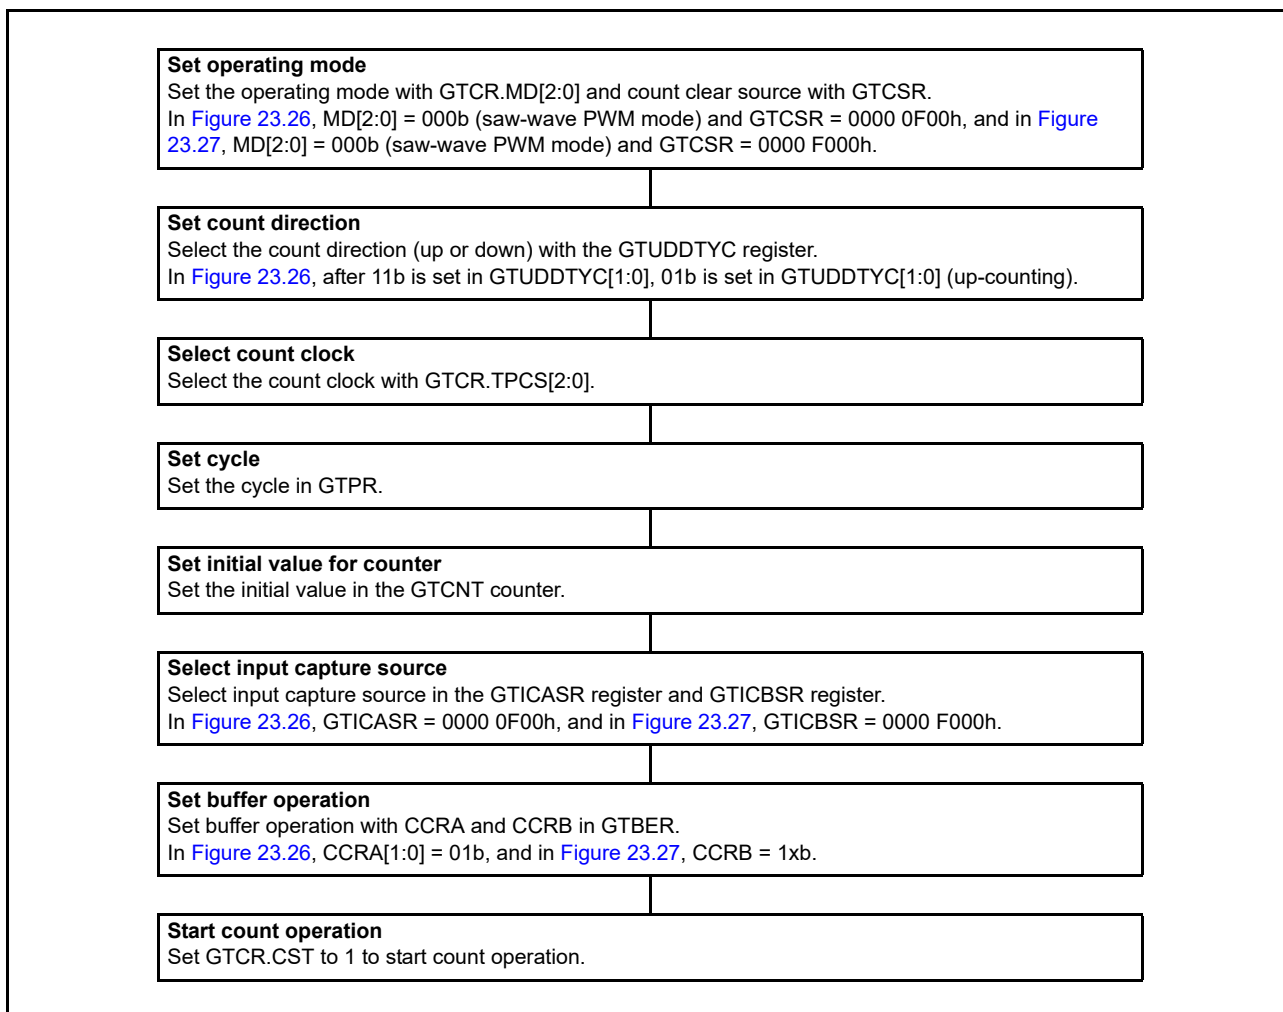 Set operating mode
Set the operating mode with GTCR.MD[2:0] and count clear source with GTCSR.
In Figure 23.26, MD[2:0] = 000b (saw-wave PWM mode) and GTCSR = 0000 0F00h, and in Figure
23.27, MD[2:0] = 000b (saw-wave PWM mode) and GTCSR = 0000 F000h.
Set count direction
Select the count direction (up or down) with the GTUDDTYC register.
In Figure 23.26, after 11b is set in GTUDDTYC[1:0], 01b is set in GTUDDTYC[1:0] (up-counting).
Select count clock
Select the count clock with GTCR.TPCS[2:0].
Set cycle
Set the cycle in GTPR.
Set initial value for counter
Set the initial value in the GTCNT counter.
Select input capture source
Select input capture source in the GTICASR register and GTICBSR register.
In Figure 23.26, GTICASR = 0000 0F00h, and in Figure 23.27, GTICBSR = 0000 F000h.
Set buffer operation
Set buffer operation with CCRA and CCRB in GTBER.
In Figure 23.26, CCRA[1:0] = 01b, and in Figure 23.27, CCRB = 1xb.
Start count operation
Set GTCR.CST to 1 to start count operation.